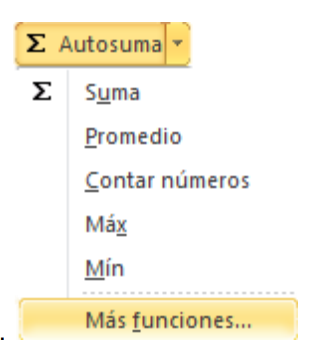 Σ Autosuma
Σ Suma
Promedio
Contar números
Máx
Mín
Más funciones...